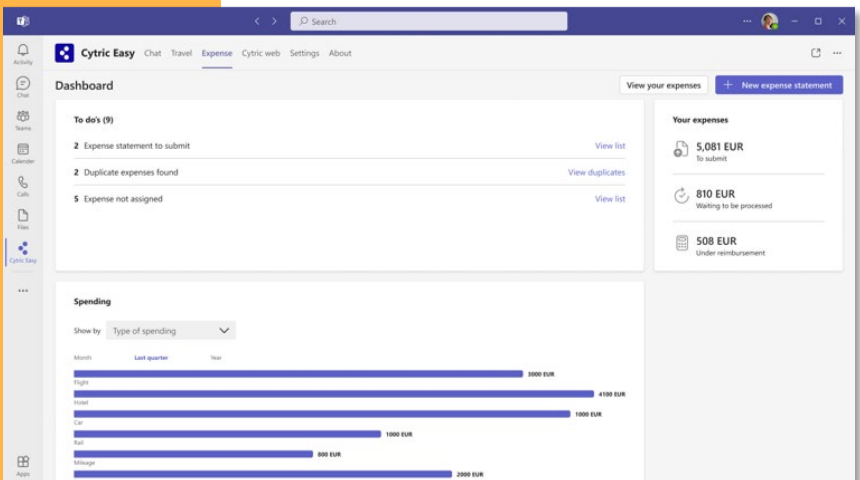 Search
Activity
Chat
Teams
Calender
Calls
Files
Cytric Easy
Apps
Cytric Easy Chat Travel Expense Cytric web Settings About
Dashboard
View your expenses
+ New expense statement
To do's (9)
2 Expense statement to submit View list
2 Duplicate expenses found View duplicates
5 Expense not assigned View list
Your expenses
5,081 EUR
To submit
810 EUR
Waiting to be processed
508 EUR
Under reimbursement
Spending
Show by Type of spending
Month Last quarter Year
3000 EUR
Flight
4100 EUR
Hotel
1000 EUR
Car
1000 EUR
Rail
800 EUR
Mileage
2000 EUR